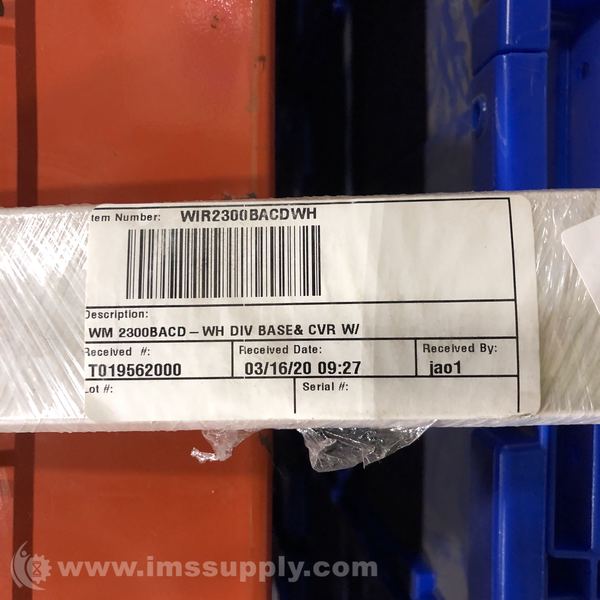 tem Number: WIR2300BACDWH
Description:
WM 2300BACD - WH DIV BASE& CVR W/
Received #: Received Date: Received By:
T019562000 03/16/20 09:27 jao1
Lot #: Serial #:
www.imssupply.com